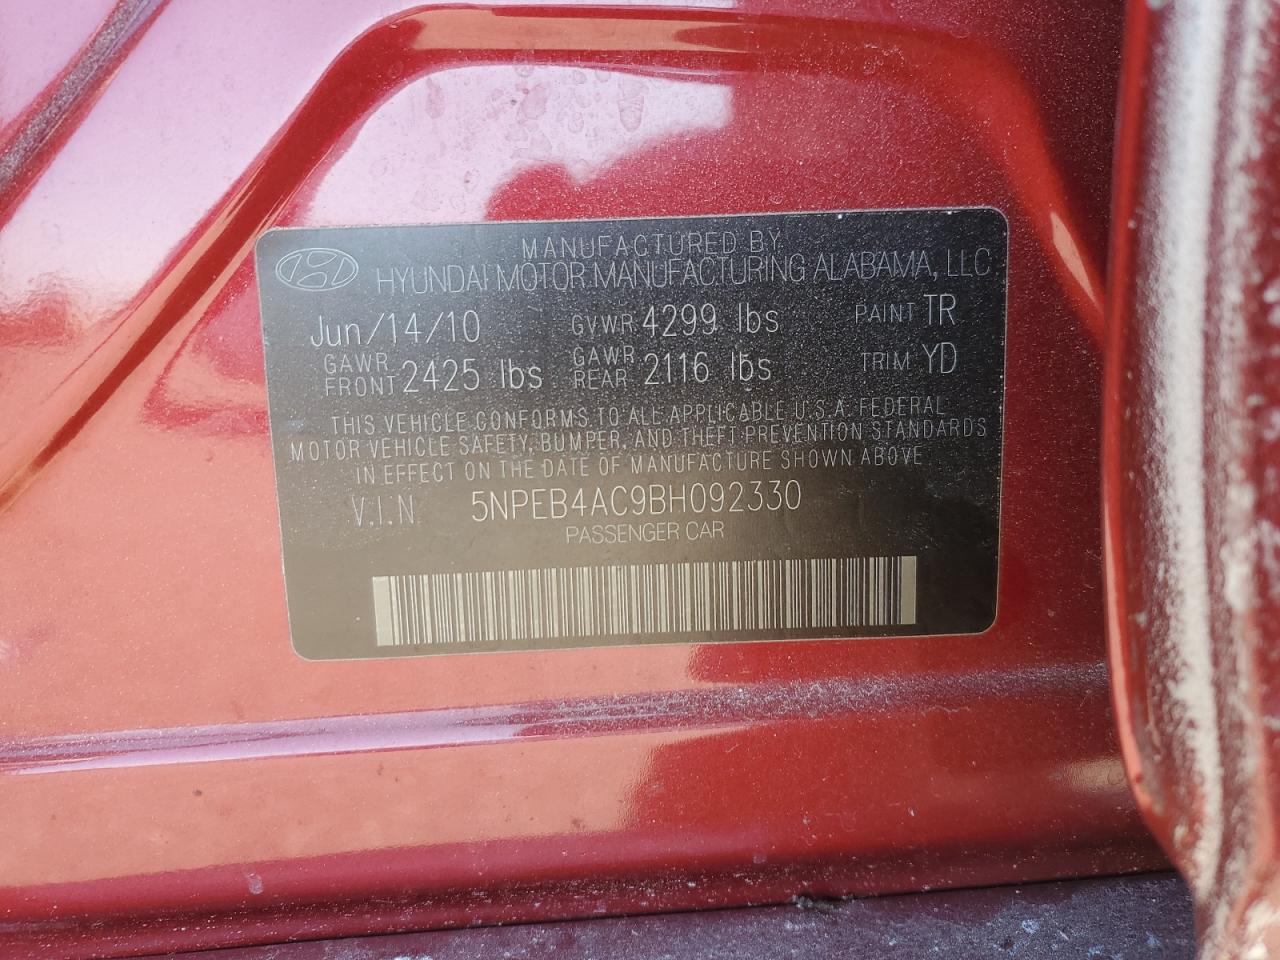 MANUFACTURED BY
HYUNDAI MOTOR MANUFACTURING ALABAMA, LLC
Jun/14/10 GVWR 4299 lbs PAINT TR
GAWR FRONT 2425 lbs GAWR REAR 2116 lbs TRIM YD
THIS VEHICLE CONFORMS TO ALL APPLICABLE U.S.A. FEDERAL
MOTOR VEHICLE SAFETY, BUMPER, AND THEFT PREVENTION STANDARDS
IN EFFECT ON THE DATE OF MANUFACTURE SHOWN ABOVE
V.I.N 5NPEB4AC9BH092330
PASSENGER CAR